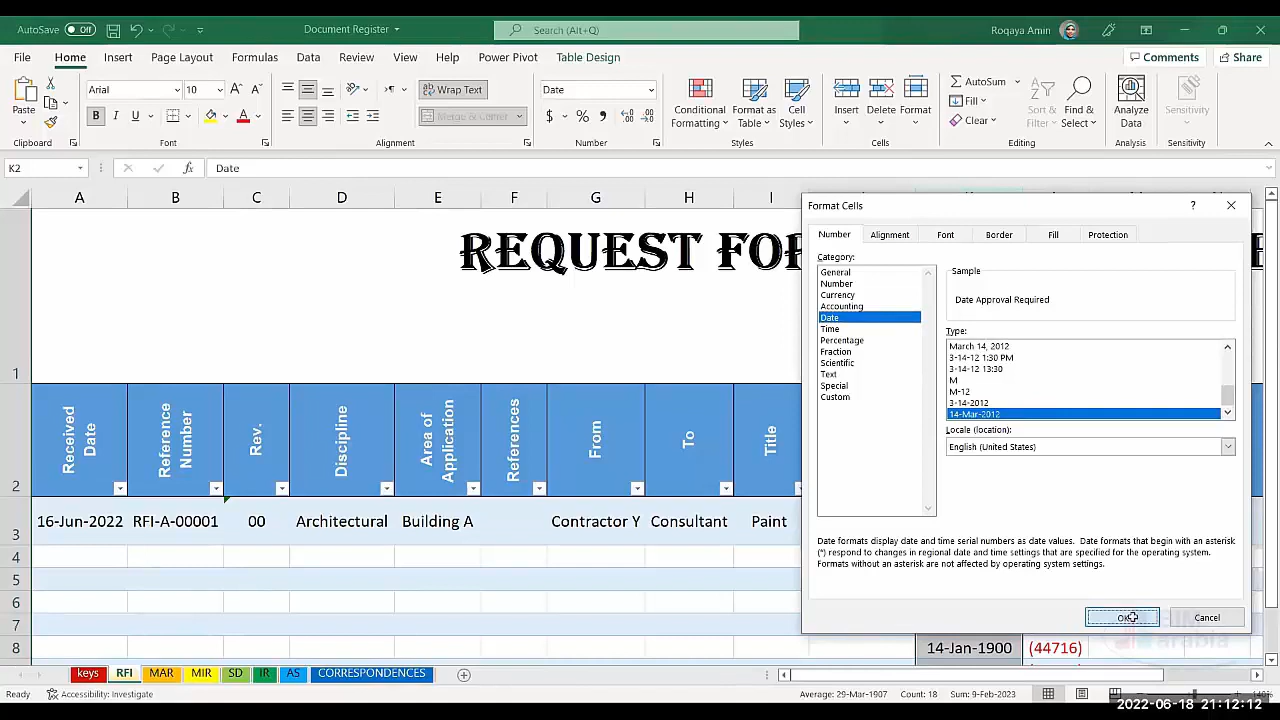 AutoSave Off Document Register Search (Alt+Q) Roqaya Amin
File Home Insert Page Layout Formulas Data Review View Help Power Pivot Table Design Comments Share
Paste
Clipboard
Arial 10
B I U
Font
Wrap Text
Merge & Center
Alignment
Date
$ %
Number
Conditional Formatting
Format as Table
Cell Styles
Styles
Insert Delete Format
Cells
AutoSum
Fill
Clear
Sort & Filter
Find & Select
Editing
Analyze Data
Analysis
Sensitivity
Sensitivity
K2 fx Date
A B C D E F G H I
REQUEST FOR
1
2 Received Date Reference Number Rev. Discipline Area of Application References From To Title
3 16-Jun-2022 RFI-A-00001 00 Architectural Building A Contractor Y Consultant Paint
4
5
6
7
8 14-Jan-1900 (44716)
Format Cells ?
Number Alignment Font Border Fill Protection
Category:
General
Number
Currency
Accounting
Date
Time
Percentage
Fraction
Scientific
Text
Special
Custom
Sample
Date Approval Required
Type:
March 14, 2012
3-14-12 1:30 PM
3-14-12 13:30
M
M-12
3-14-2012
14-Mar-2012
Locale (location):
English (United States)
Date formats display date and time serial numbers as date values. Date formats that begin with an asterisk
(*) respond to changes in regional date and time settings that are specified for the operating system.
Formats without an asterisk are not affected by operating system settings.
OK Cancel
arabia
keys RFI MAR MIR SD IR AS CORRESPONDENCES
Ready Accessibility: Investigate Average: 29-Mar-1907 Count: 18 Sum: 9-Feb-2023 140%
2022-06-18 21:12:12